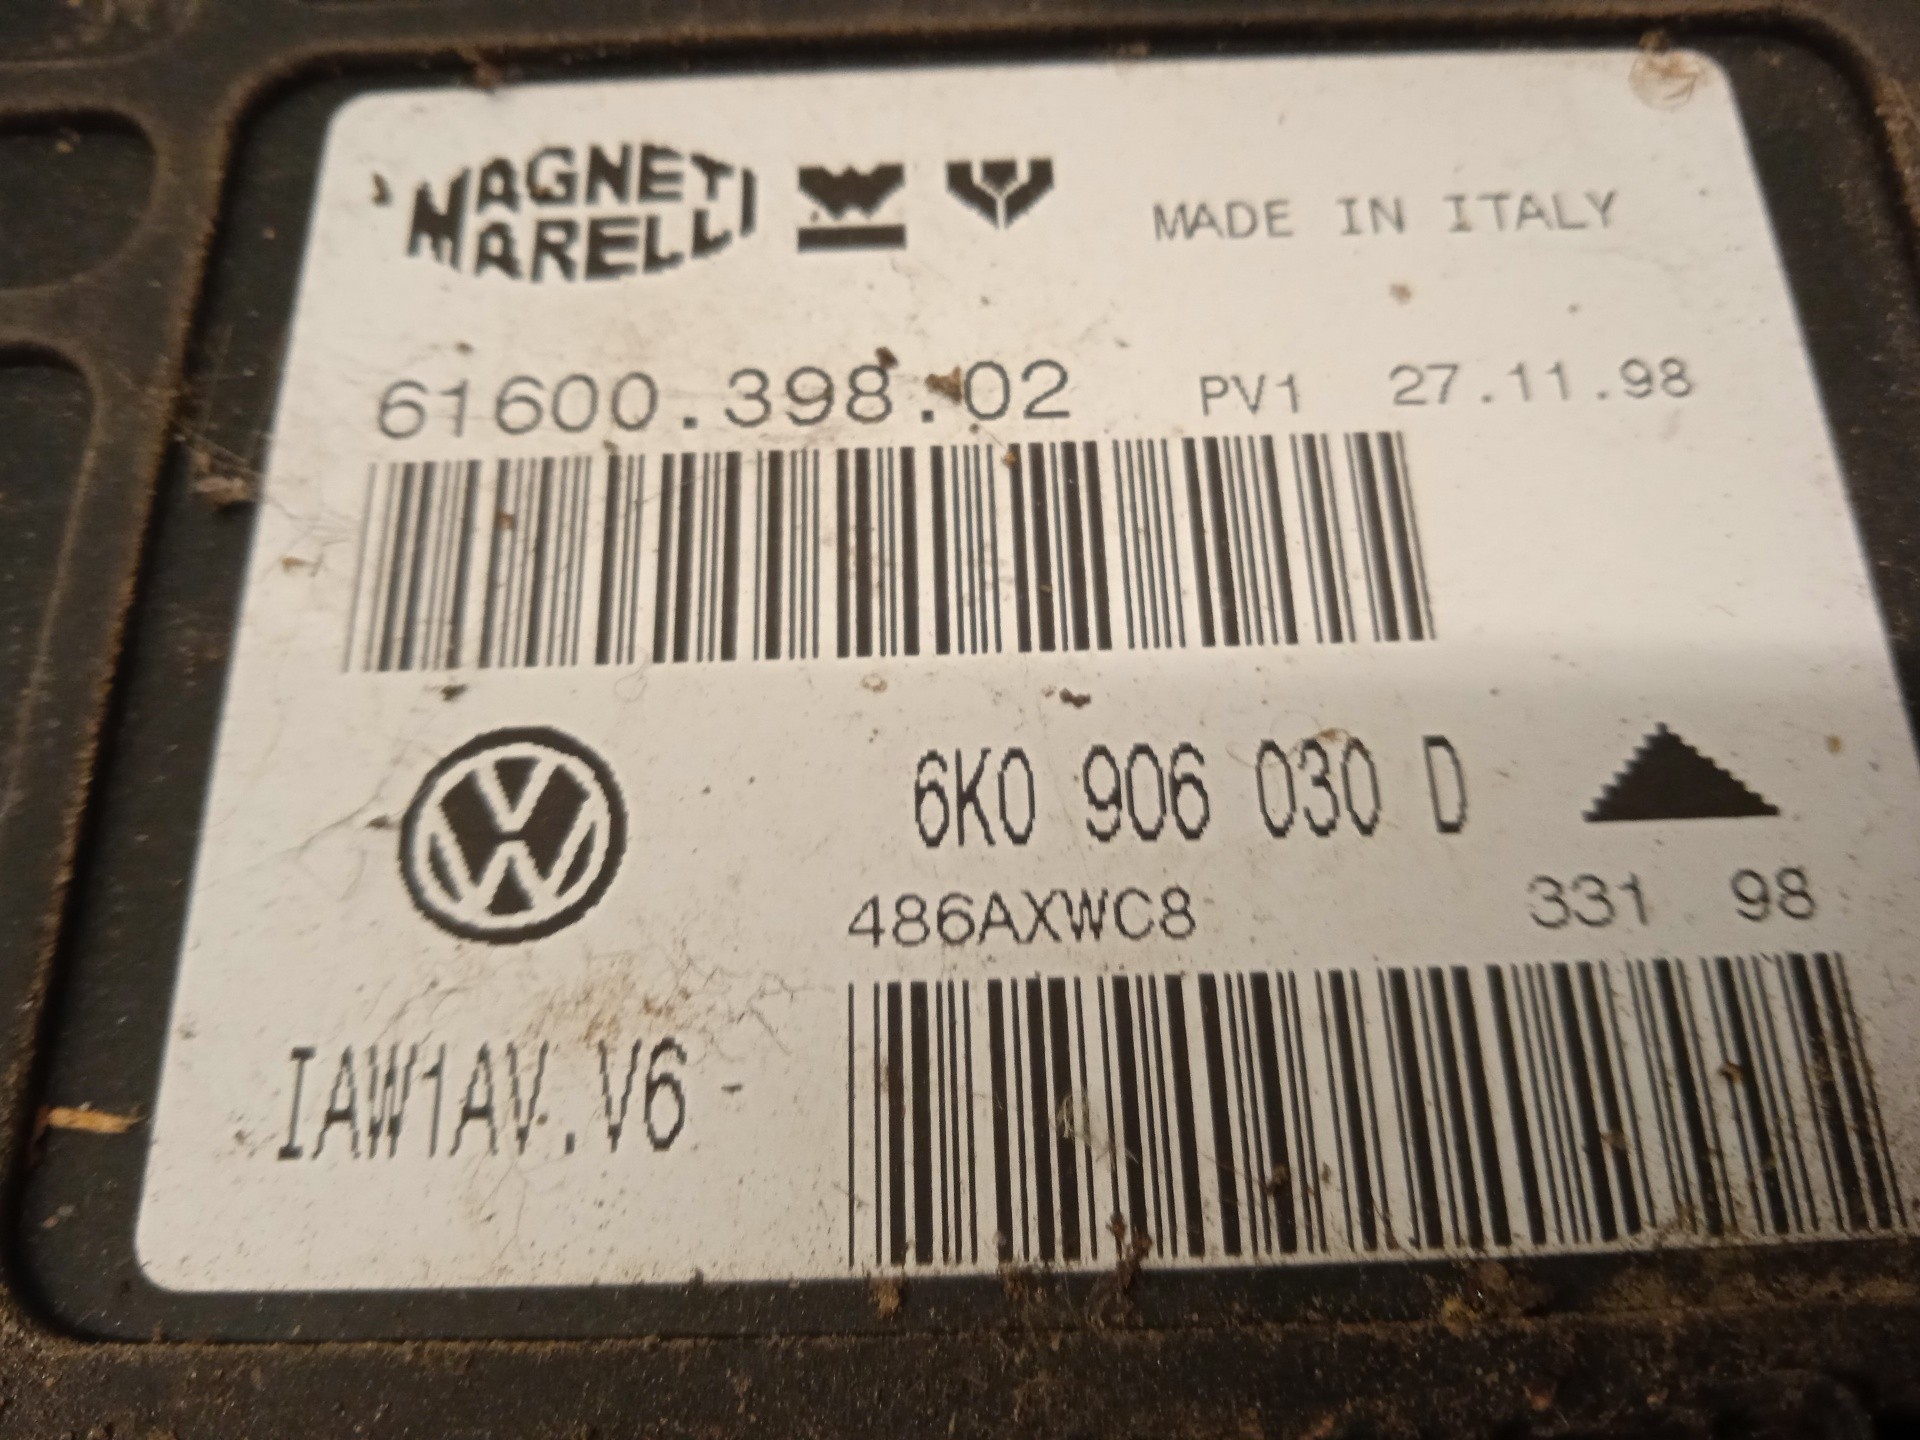 MAGNETI MARELLI MADE IN ITALY
61600.398.02 PV1 27.11.98
6K0 906 030 D
486AXWC8 331 98
IAW1AV.V6 -